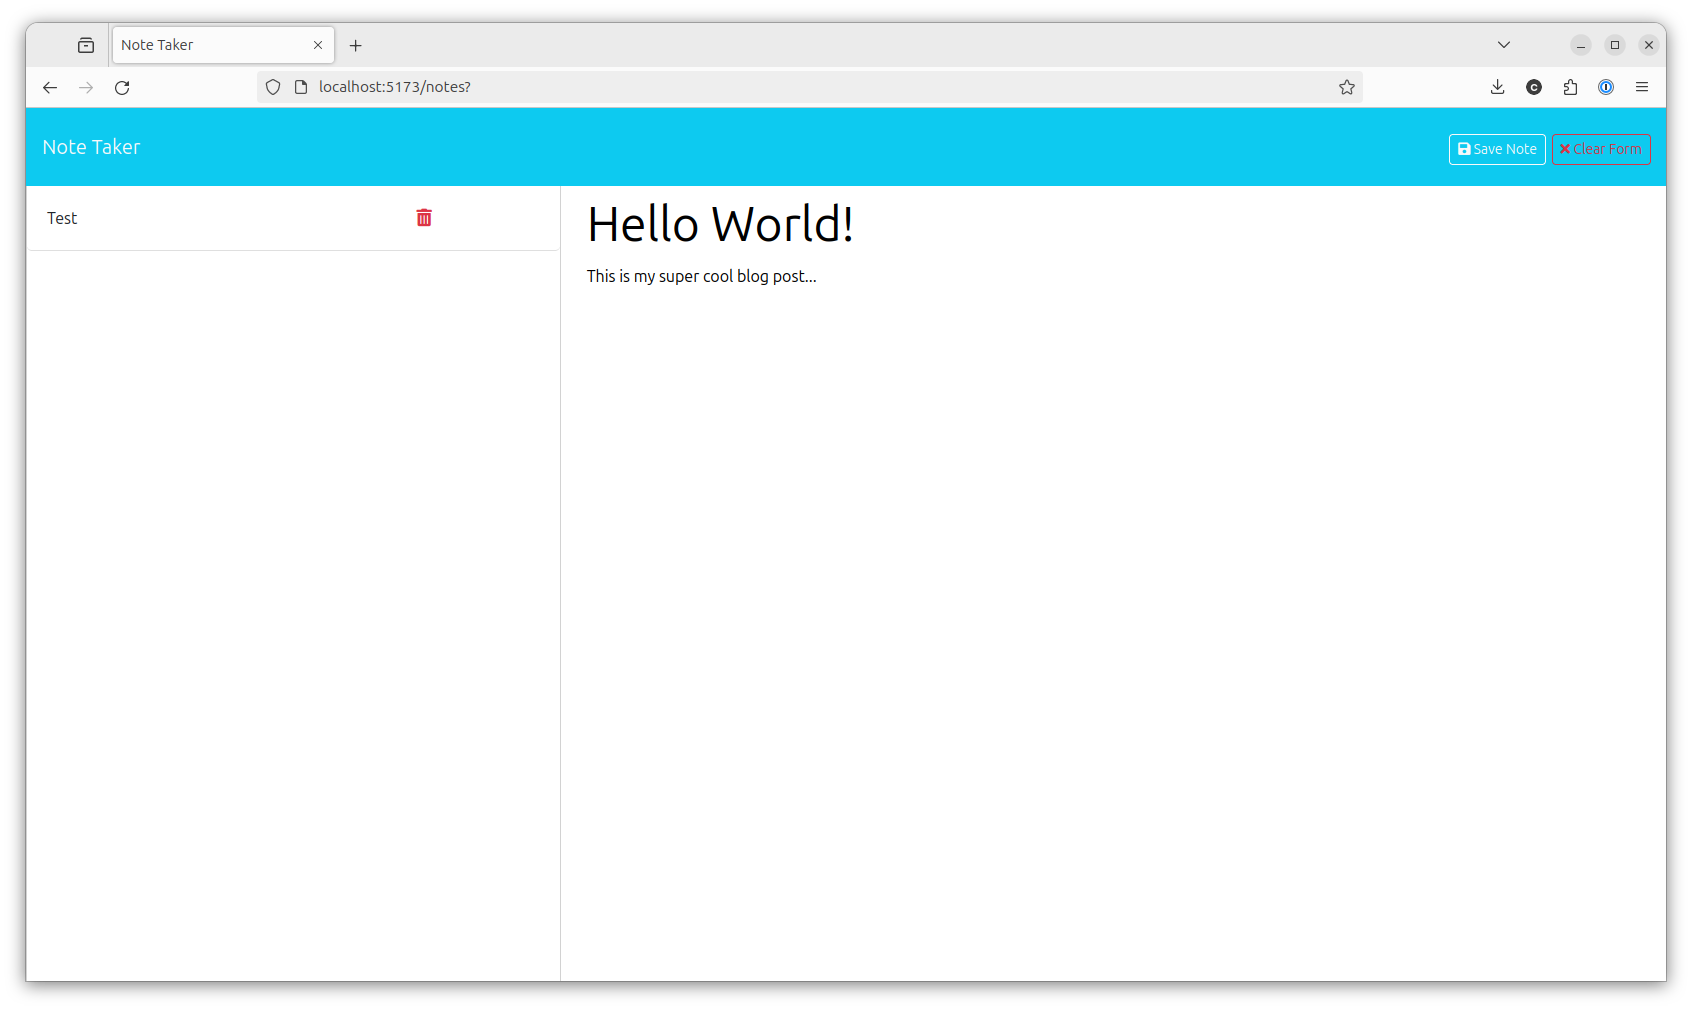 Note Taker
localhost:5173/notes?
Note Taker
Save Note
Clear Form
Test
Hello World!
This is my super cool blog post...